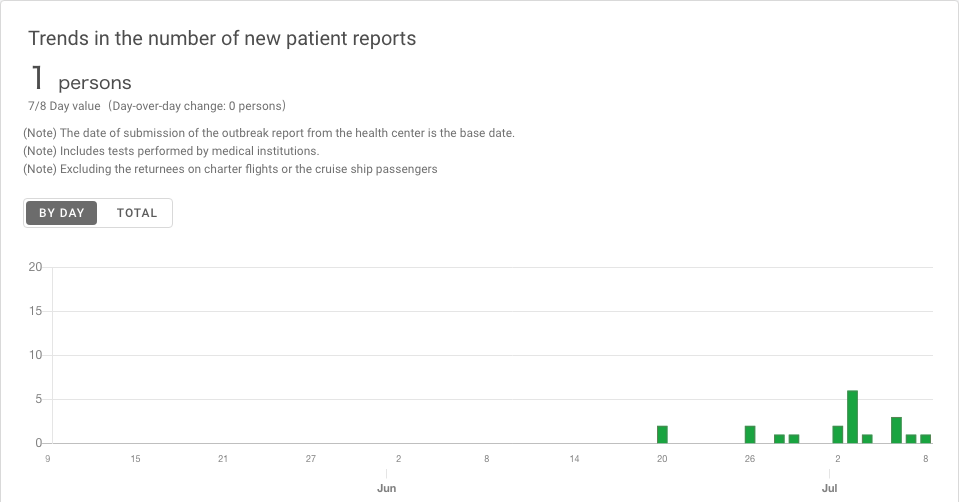 Trends in the number of new patient reports
1 persons
7/8 Day value (Day-over-day change: 0 persons)
(Note) The date of submission of the outbreak report from the health center is the base date.
(Note) Includes tests performed by medical institutions.
(Note) Excluding the returnees on charter flights or the cruise ship passengers
BY DAY TOTAL
20
15
10
5
0
9 15 21 27 2 8 14 20 26 2 8
Jun Jul